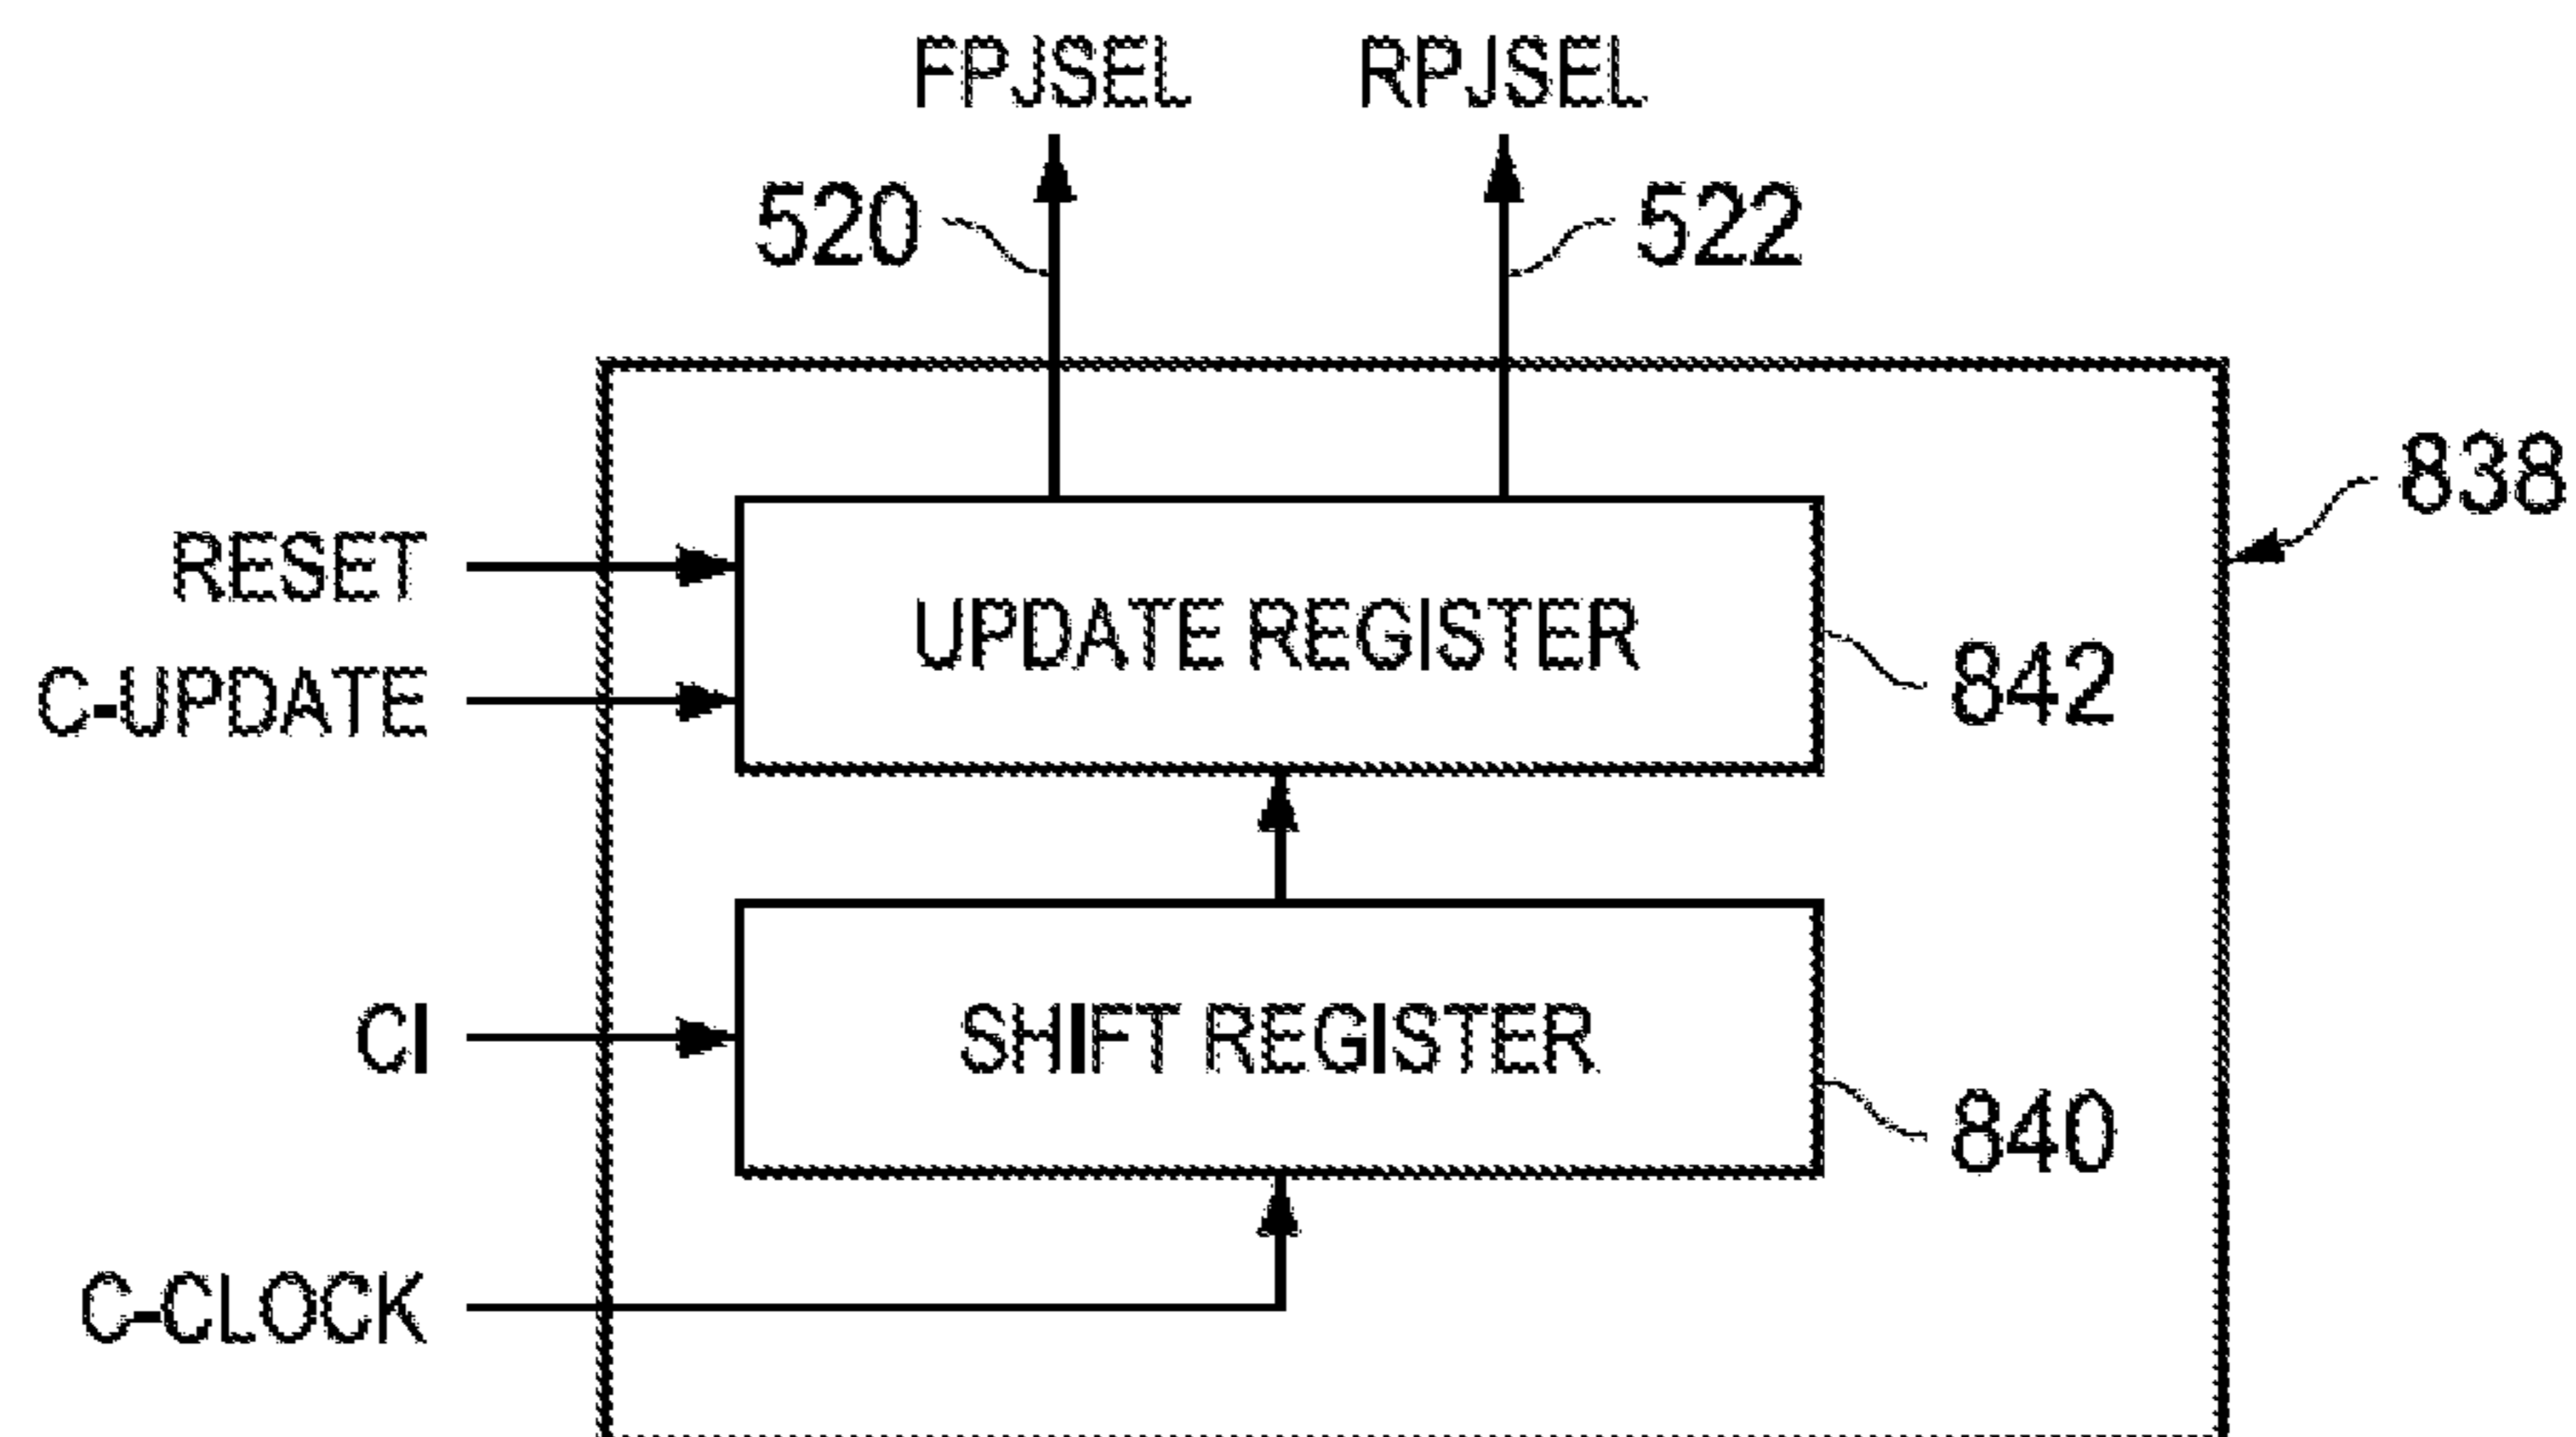 FPJSEL RPJSEL
520 522
838
RESET
UPDATE REGISTER
C-UPDATE
842
CI
SHIFT REGISTER
840
C-CLOCK